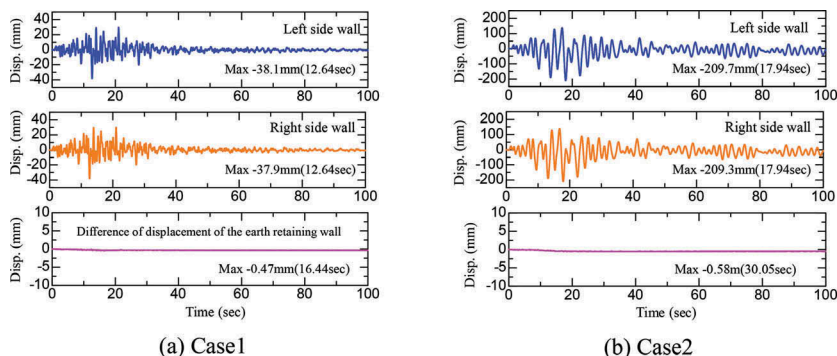 40
20
0
-20
-40
Disp. (mm)
Left side wall
Max -38.1mm(12.64sec)
0 20 40 60 80 100
40
20
0
-20
-40
Disp. (mm)
Right side wall
Max -37.9mm(12.64sec)
0 20 40 60 80 100
10
5
0
-5
-10
Disp. (mm)
Difference of displacement of the earth retaining wall
Max -0.47mm(16.44sec)
0 20 40 60 80 100
Time (sec)
(a) Case1
200
100
0
-100
-200
Disp. (mm)
Left side wall
Max -209.7mm(17.94sec)
0 20 40 60 80 100
200
100
0
-100
-200
Disp. (mm)
Right side wall
Max -209.3mm(17.94sec)
0 20 40 60 80 100
10
5
0
-5
-10
Disp. (mm)
Max -0.58m(30.05sec)
0 20 40 60 80 100
Time (sec)
(b) Case2